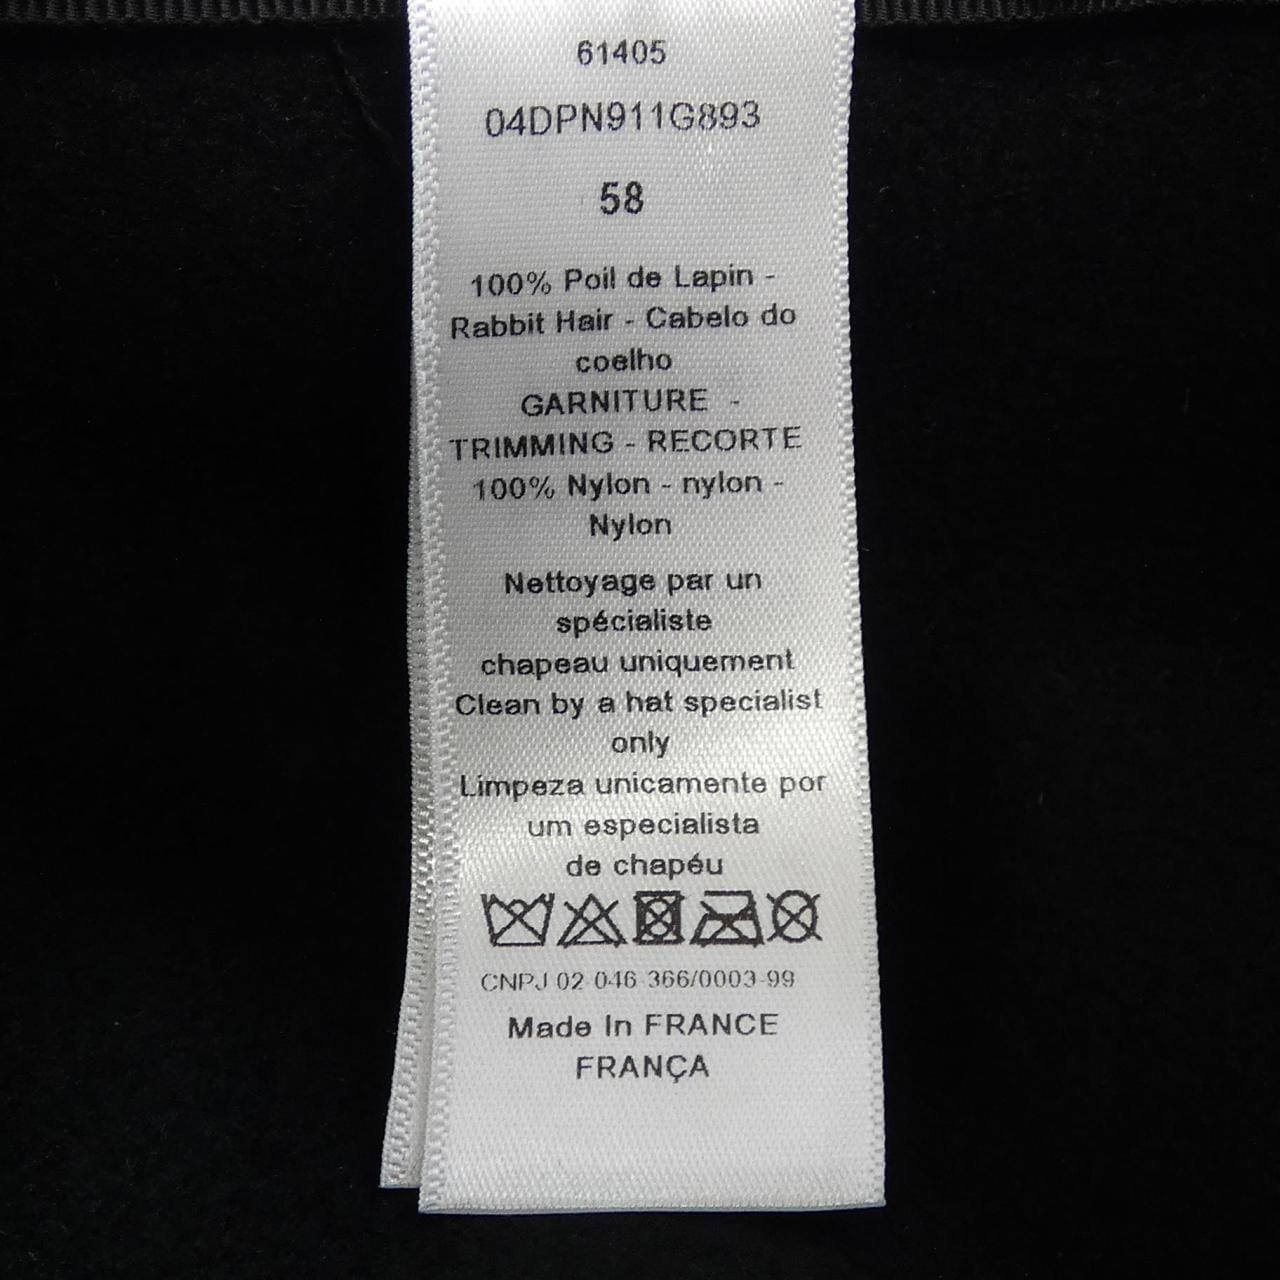 61405
04DPN911G893
58
100% Poil de Lapin -
Rabbit Hair - Cabelo do
coelho
GARNITURE -
TRIMMING - RECORTE
100% Nylon - nylon -
Nylon
Nettoyage par un
spécialiste
chapeau uniquement
Clean by a hat specialist
only
Limpeza unicamente por
um especialista
de chapéu
CNPJ 02 046 366/0003-99
Made In FRANCE
FRANÇA